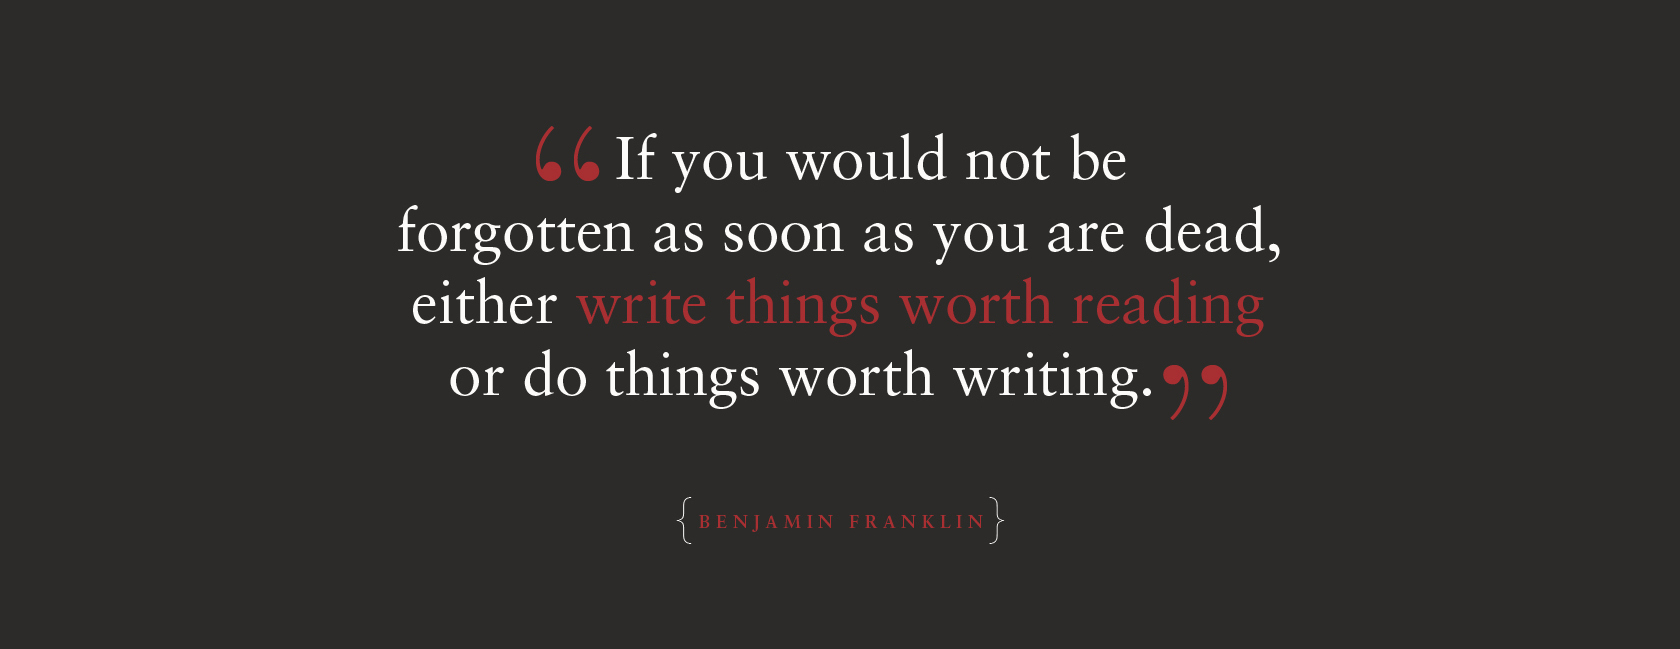 “If you would not be
forgotten as soon as you are dead,
either write things worth reading
or do things worth writing.”
{BENJAMIN FRANKLIN}